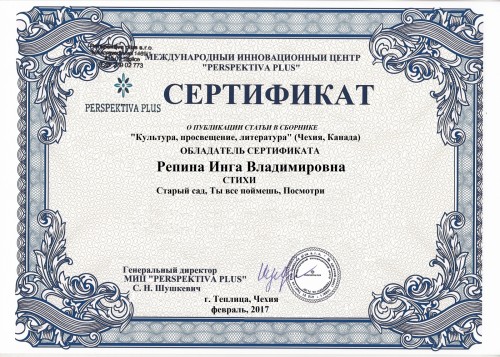 МЕЖДУНАРОДНЫЙ ИННОВАЦИОННЫЙ ЦЕНТР
"PERSPEKTIVA PLUS"
PERSPEKTIVA PLUS
СЕРТИФИКАТ
О ПУБЛИКАЦИИ СТАТЬИ В СБОРНИКЕ
"Культура, просвещение, литература" (Чехия, Канада)
ОБЛАДАТЕЛЬ СЕРТИФИКАТА
Репина Инга Владимировна
СТИХИ
Старый сад, Ты все поймешь, Посмотри
Генеральный директор
МИЦ "PERSPEKTIVA PLUS"
С. Н. Шушкевич
г. Теплица, Чехия
февраль, 2017